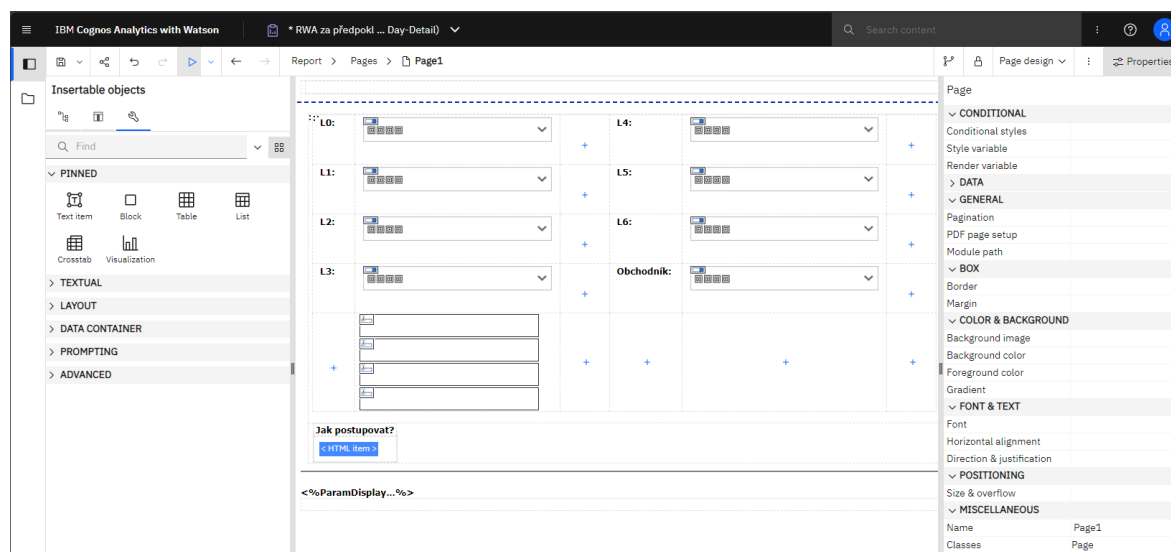 IBM Cognos Analytics with Watson
* RWA za předpokl ... Day-Detail)
Search content
Report > Pages > Page1
Page design
Properties
Insertable objects
Find
PINNED
Text item
Block
Table
List
Crosstab
Visualization
TEXTUAL
LAYOUT
DATA CONTAINER
PROMPTING
ADVANCED
L0:
L4:
L1:
L5:
L2:
L6:
L3:
Obchodník:
Jak postupovat?
< HTML item >
<%ParamDisplay...%>
Page
CONDITIONAL
Conditional styles
Style variable
Render variable
DATA
GENERAL
Pagination
PDF page setup
Module path
BOX
Border
Margin
COLOR & BACKGROUND
Background image
Background color
Foreground color
Gradient
FONT & TEXT
Font
Horizontal alignment
Direction & justification
POSITIONING
Size & overflow
MISCELLANEOUS
Name Page1
Classes Page